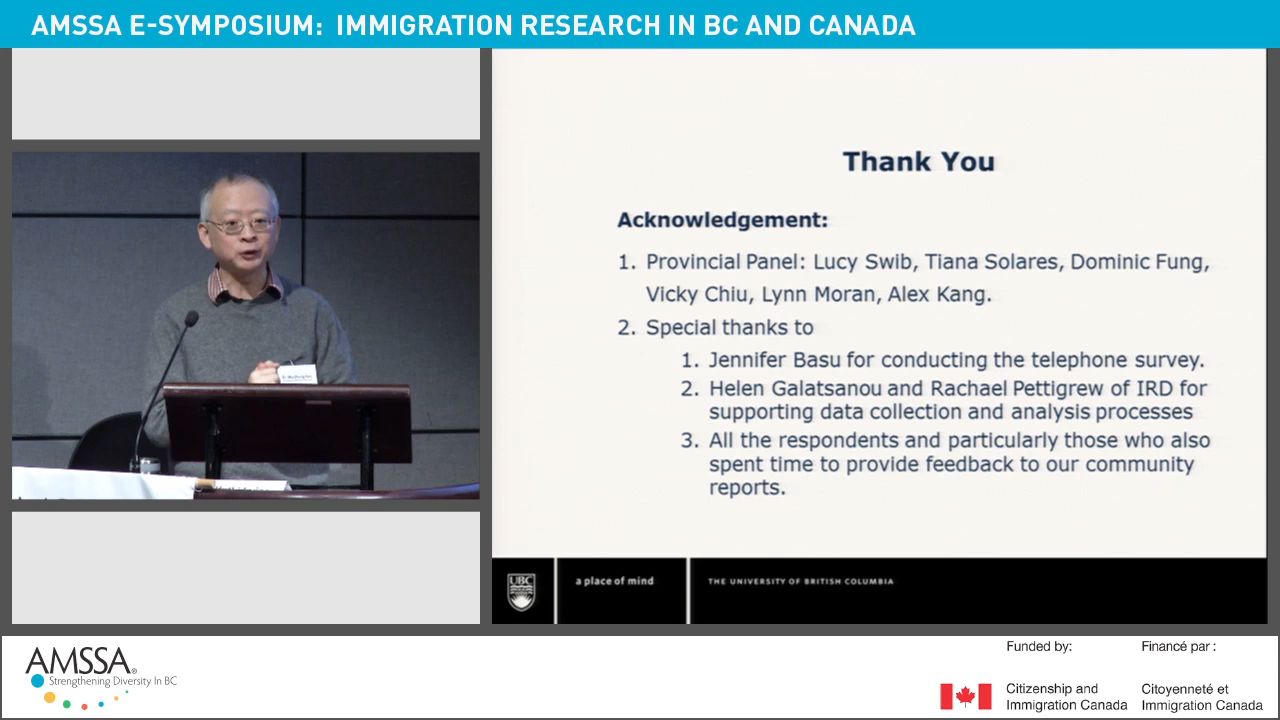 AMSSA E-SYMPOSIUM: IMMIGRATION RESEARCH IN BC AND CANADA
Thank You
Acknowledgement:
1. Provincial Panel: Lucy Swib, Tiana Solares, Dominic Fung,
Vicky Chiu, Lynn Moran, Alex Kang.
2. Special thanks to
1. Jennifer Basu for conducting the telephone survey.
2. Helen Galatsanou and Rachael Pettigrew of IRD for
supporting data collection and analysis processes
3. All the respondents and particularly those who also
spent time to provide feedback to our community
reports.
UBC
a place of mind
THE UNIVERSITY OF BRITISH COLUMBIA
AMSSA®
Strengthening Diversity In BC
Funded by:
Citizenship and
Immigration Canada
Financé par :
Citoyenneté et
Immigration Canada